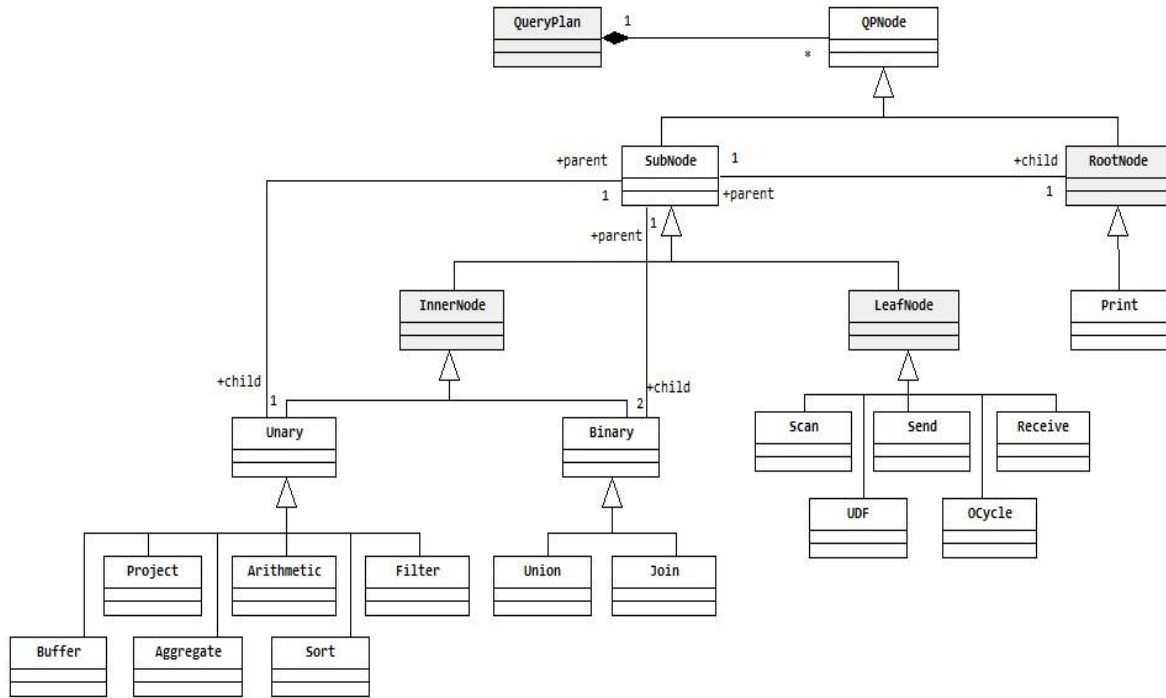 QueryPlan
1
*
QPNode
SubNode
RootNode
+parent
1
1
+parent
+child
1
+parent
1
InnerNode
LeafNode
Print
+child
1
+child
2
Unary
Binary
Scan
Send
Receive
UDF
OCycle
Project
Arithmetic
Filter
Union
Join
Buffer
Aggregate
Sort